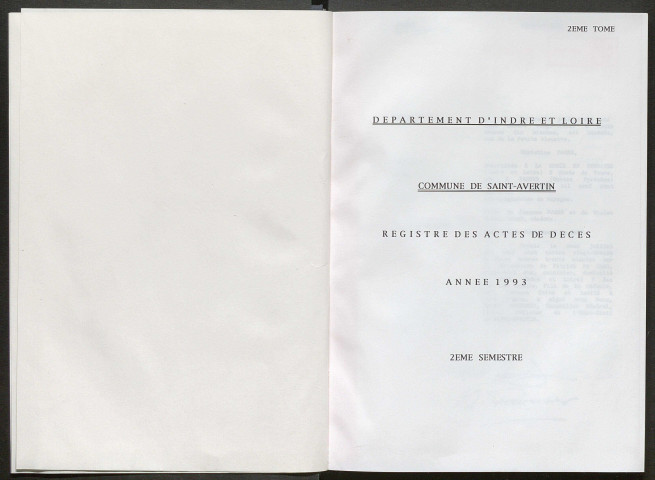 2EME TOME
DEPARTEMENT D'INDRE ET LOIRE
COMMUNE DE SAINT-AVERTIN
REGISTRE DES ACTES DE DECES
ANNEE 1993
2EME SEMESTRE